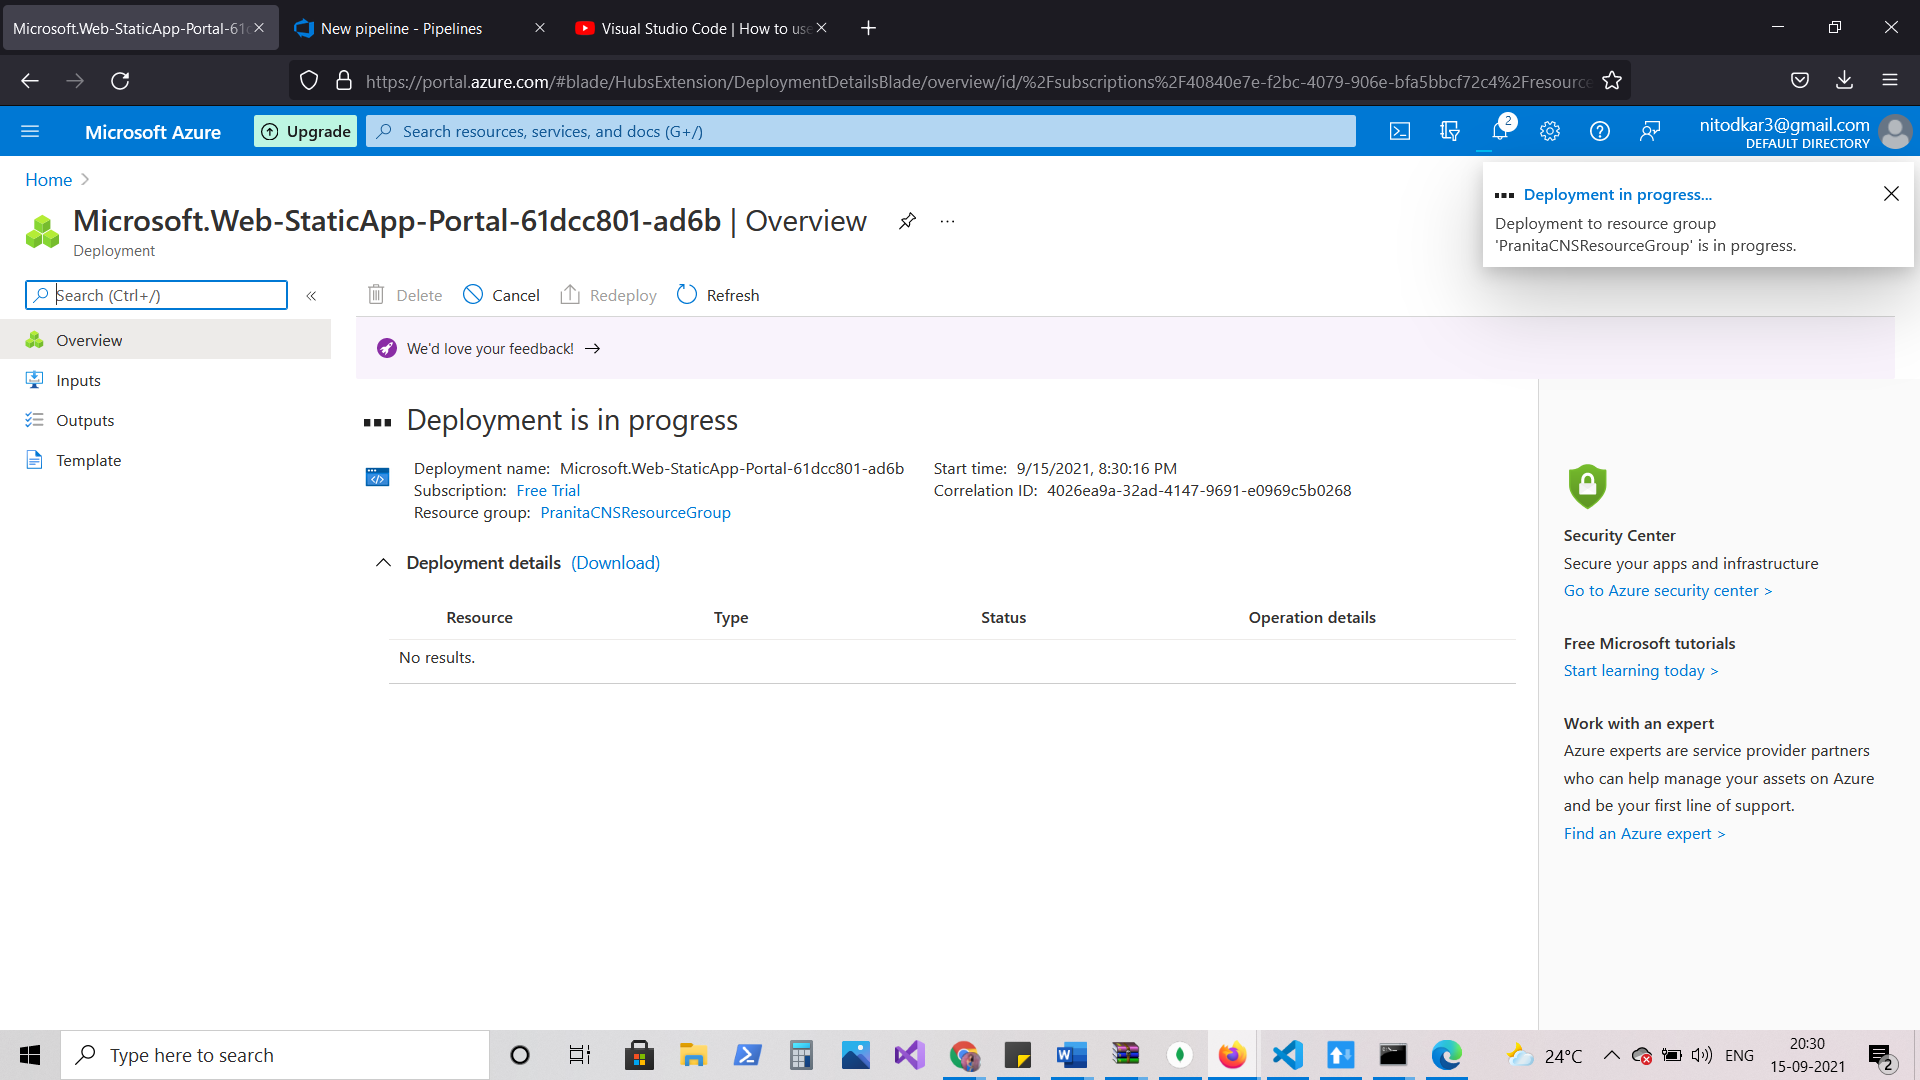 Microsoft.Web-StaticApp-Portal-61dc
New pipeline - Pipelines
Visual Studio Code | How to use
https://portal.azure.com/#blade/HubsExtension/DeploymentDetailsBlade/overview/id/%2Fsubscriptions%2F40840e7e-f2bc-4079-906e-bfa5bbcf72c4%2Fresource
Microsoft Azure
Upgrade
Search resources, services, and docs (G+/)
2
nitodkar3@gmail.com
DEFAULT DIRECTORY
Home
Deployment in progress...
Deployment to resource group
'PranitaCNSResourceGroup' is in progress.
Microsoft.Web-StaticApp-Portal-61dcc801-ad6b | Overview
Deployment
Search (Ctrl+/)
Delete
Cancel
Redeploy
Refresh
Overview
Inputs
Outputs
Template
We'd love your feedback! →
Deployment is in progress
Deployment name: Microsoft.Web-StaticApp-Portal-61dcc801-ad6b
Subscription: Free Trial
Resource group: PranitaCNSResourceGroup
Start time: 9/15/2021, 8:30:16 PM
Correlation ID: 4026ea9a-32ad-4147-9691-e0969c5b0268
Deployment details (Download)
Resource Type Status Operation details
No results.
Security Center
Secure your apps and infrastructure
Go to Azure security center >
Free Microsoft tutorials
Start learning today >
Work with an expert
Azure experts are service provider partners
who can help manage your assets on Azure
and be your first line of support.
Find an Azure expert >
Type here to search
24°C
ENG
20:30
15-09-2021
2